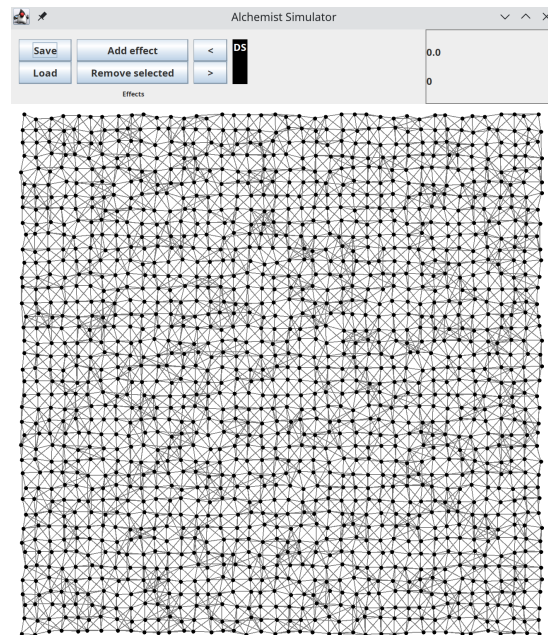 Alchemist Simulator
Save
Add effect
<
DS
Load
Remove selected
>
Effects
0.0
0